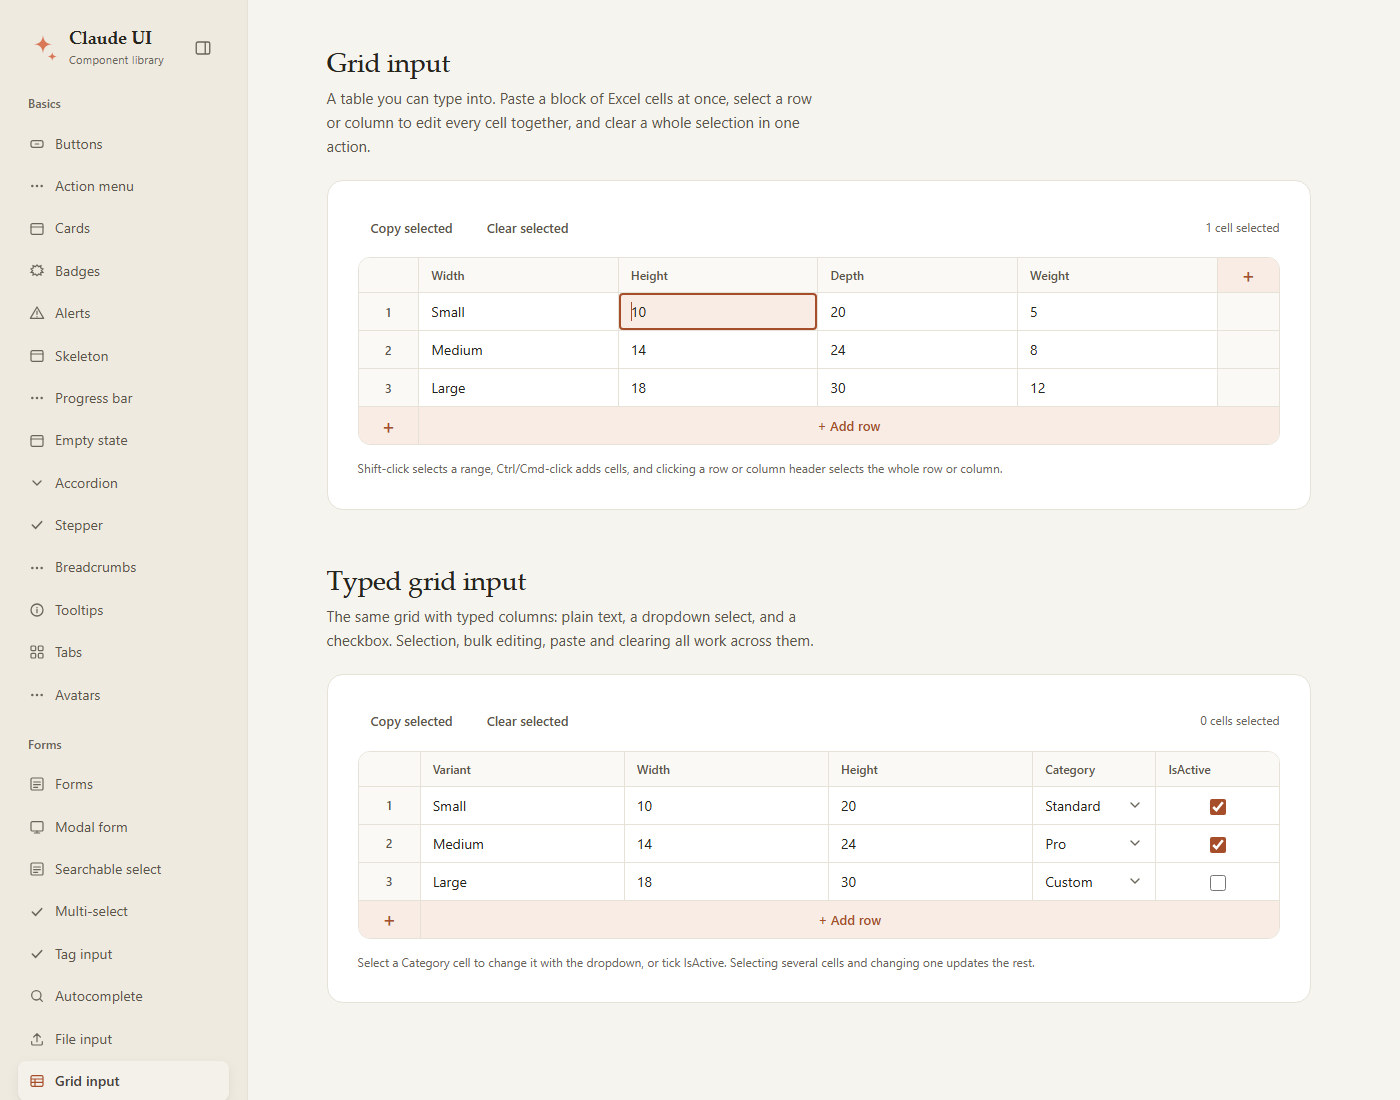 Claude UI
Component library
Basics
Buttons
Action menu
Cards
Badges
Alerts
Skeleton
Progress bar
Empty state
Accordion
Stepper
Breadcrumbs
Tooltips
Tabs
Avatars
Forms
Forms
Modal form
Searchable select
Multi-select
Tag input
Autocomplete
File input
Grid input
Grid input
A table you can type into. Paste a block of Excel cells at once, select a row
or column to edit every cell together, and clear a whole selection in one
action.
Copy selected Clear selected 1 cell selected
Width Height Depth Weight +
1 Small 10 20 5
2 Medium 14 24 8
3 Large 18 30 12
+ + Add row
Shift-click selects a range, Ctrl/Cmd-click adds cells, and clicking a row or column header selects the whole row or column.
Typed grid input
The same grid with typed columns: plain text, a dropdown select, and a
checkbox. Selection, bulk editing, paste and clearing all work across them.
Copy selected Clear selected 0 cells selected
Variant Width Height Category IsActive
1 Small 10 20 Standard
2 Medium 14 24 Pro
3 Large 18 30 Custom
+ + Add row
Select a Category cell to change it with the dropdown, or tick IsActive. Selecting several cells and changing one updates the rest.